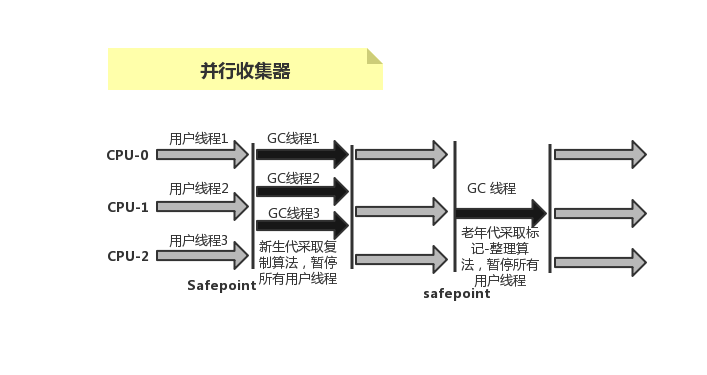 并行收集器
用户线程1
GC线程1
CPU-0
GC线程2
用户线程2
GC 线程
CPU-1
GC线程3
用户线程3
CPU-2
新生代采取复
制算法，暂停
所有用户线程
老年代采取标
记-整理算
法，暂停所有
用户线程
Safepoint
safepoint